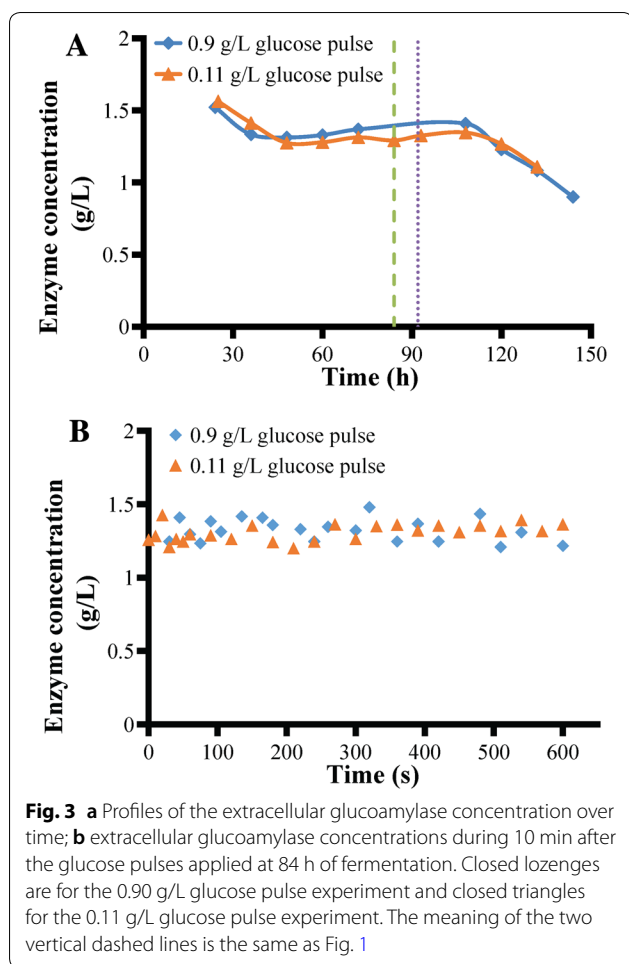 A
2
0.9 g/L glucose pulse
0.11 g/L glucose pulse
1.5
1
0.5
0
Enzyme concentration
(g/L)
0 30 60 90 120 150
Time (h)
B
2
0.9 g/L glucose pulse
0.11 g/L glucose pulse
1.5
1
0.5
0
Enzyme concentration
(g/L)
0 100 200 300 400 500 600
Time (s)
Fig. 3 a Profiles of the extracellular glucoamylase concentration over
time; b extracellular glucoamylase concentrations during 10 min after
the glucose pulses applied at 84 h of fermentation. Closed lozenges
are for the 0.90 g/L glucose pulse experiment and closed triangles
for the 0.11 g/L glucose pulse experiment. The meaning of the two
vertical dashed lines is the same as Fig. 1